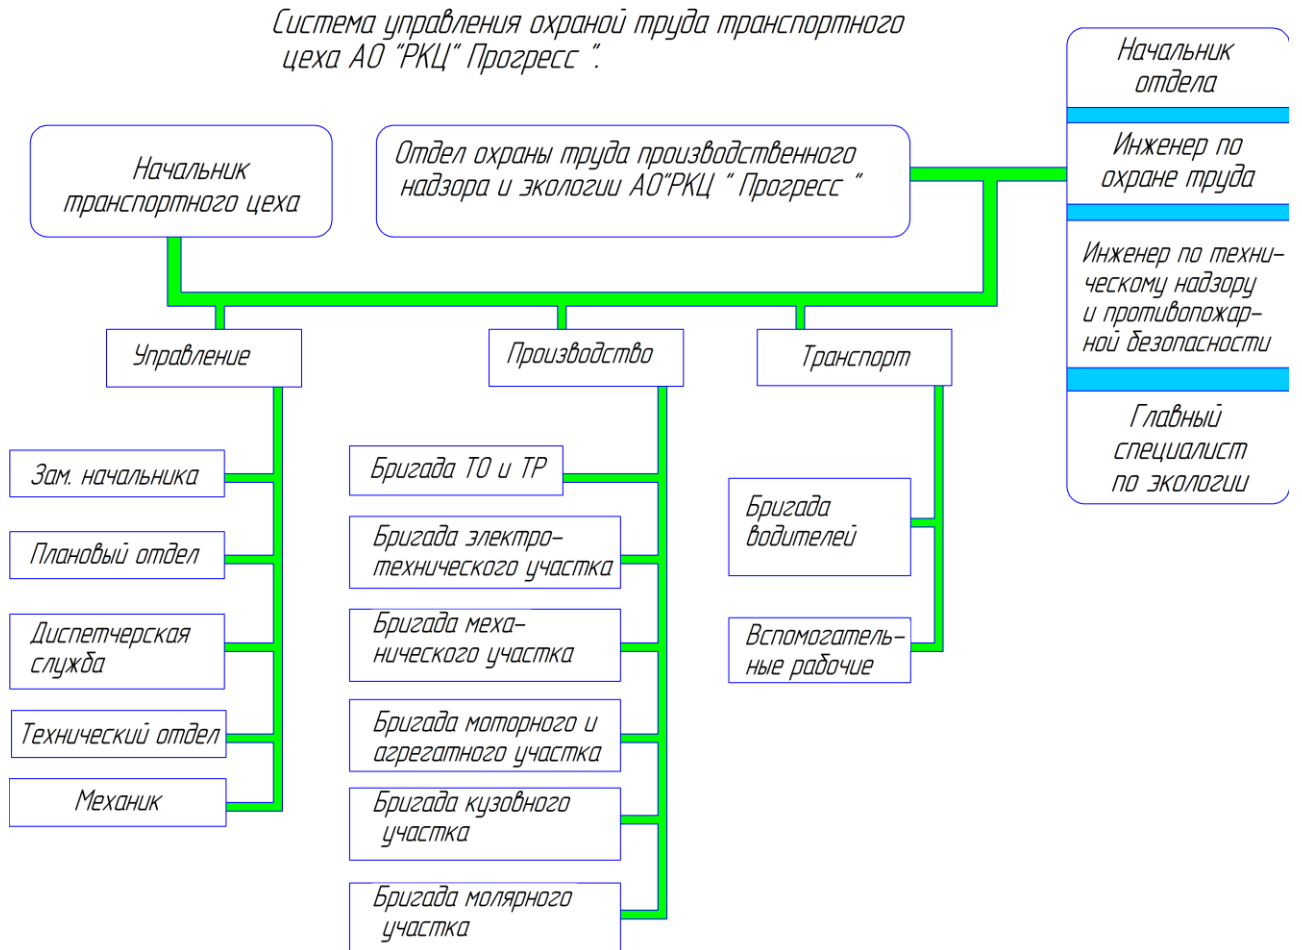 Система управления охраной труда транспортного
цеха АО "РКЦ" Прогресс ".
Начальник
транспортного цеха
Отдел охраны труда производственного
надзора и экологии АО"РКЦ " Прогресс "
Начальник
отдела
Инженер по
охране труда
Инженер по техни-
ческому надзору
и противопожар-
ной безопасности
Главный
специалист
по экологии
Управление
Зам. начальника
Плановый отдел
Диспетчерская
служба
Технический отдел
Механик
Производство
Бригада ТО и ТР
Бригада электро-
технического участка
Бригада меха-
нического участка
Бригада моторного и
агрегатного участка
Бригада кузовного
участка
Бригада молярного
участка
Транспорт
Бригада
водителей
Вспомогатель-
ные рабочие